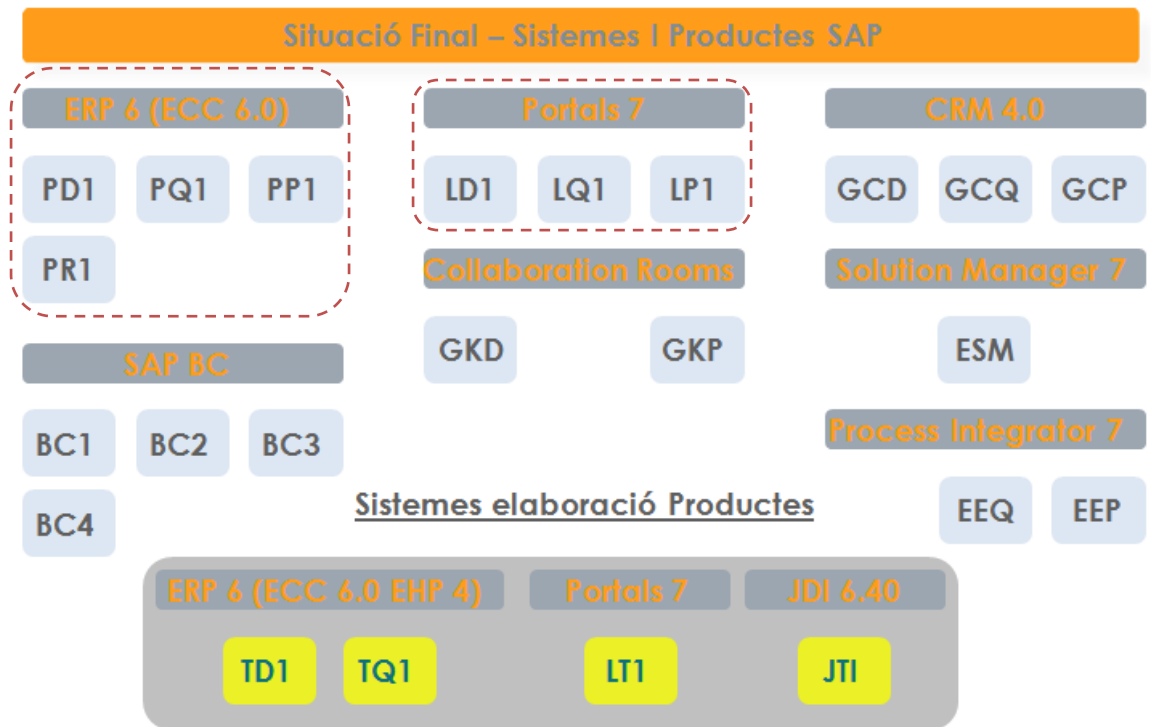 Situació Final – Sistemes I Productes SAP
ERP 6 (ECC 6.0)
PD1 PQ1 PP1
PR1
SAP BC
BC1 BC2 BC3
BC4
Portals 7
LD1 LQ1 LP1
Collaboration Rooms
GKD GKP
CRM 4.0
GCD GCQ GCP
Solution Manager 7
ESM
Process Integrator 7
EEQ EEP
Sistemes elaboració Productes
ERP 6 (ECC 6.0 EHP 4)
TD1 TQ1
Portals 7
LT1
JDI 6.40
JTI